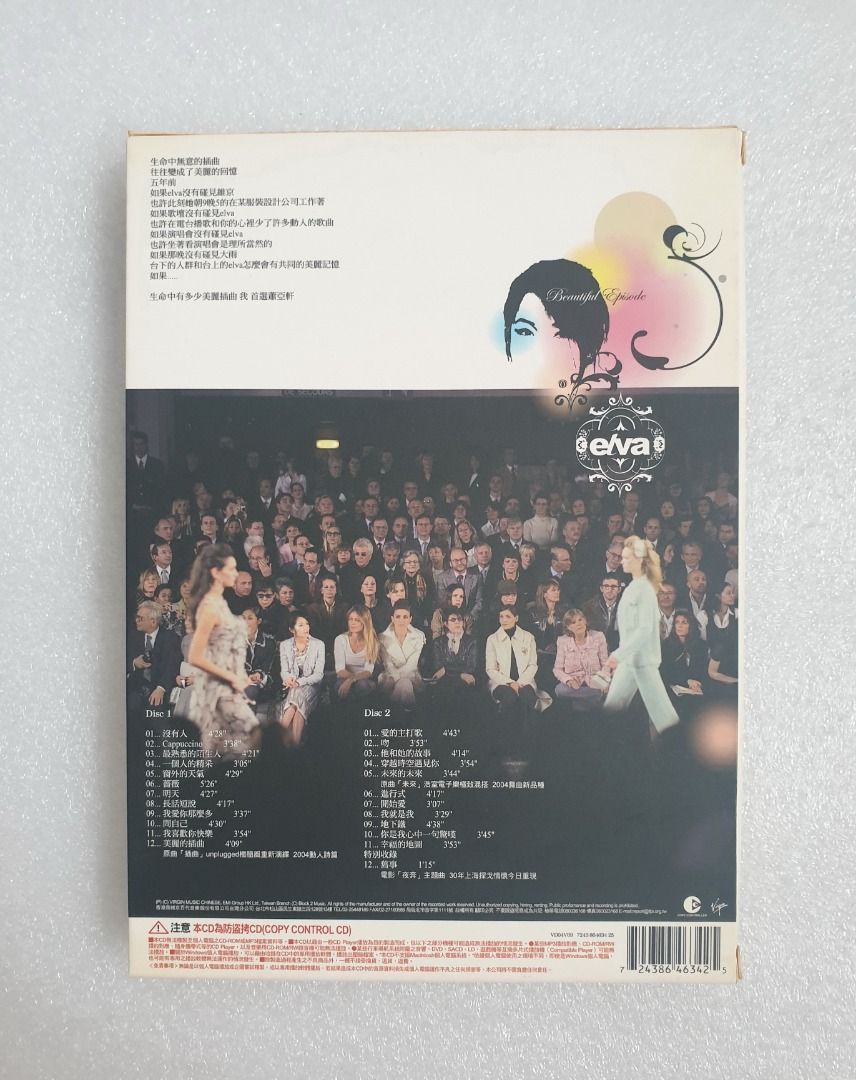 生命中無意的插曲
往往變成了美麗的回憶
五年前
如果elva沒有碰見維京
也許此刻她朝9晚5的在某服裝設計公司工作著
如果歌壇沒有碰見elva
也許在電台播歌和你的心裡少了許多動人的歌曲
如果演唱會沒有碰見elva
也許坐著看演唱會是理所當然的
如果那晚沒有碰見大雨
台下的人群和台上的elva怎麼會有共同的美麗記憶
如果.....
生命中有多少美麗插曲 我 首選蕭亞軒
Beautiful Episode
DE SECOURS
elva
Disc 1
01... 沒有人 4'28"
02... Cappuccino 3'38"
03... 最熟悉的陌生人 4'21"
04... 一個人的精采 3'05"
05... 窗外的天氣 4'29"
06... 薔薇 5'26"
07... 明天 4'27"
08... 長話短說 4'17"
09... 我愛你那麼多 3'37"
10... 問自己 4'30"
11... 我喜歡你快樂 3'54"
12... 美麗的插曲 4'09"
原曲「插曲」unplugged極簡風重新演繹 2004動人詩篇
Disc 2
01... 愛的主打歌 4'43"
02... 吻 3'53"
03... 他和她的故事 4'14"
04... 穿越時空遇見你 3'54"
05... 未來的未來 3'44"
原曲「未來」浩室電子樂極致混搭 2004舞曲新品種
06... 進行式 4'17"
07... 開始愛 3'07"
08... 我就是我 3'29"
09... 地下鐵 4'38"
10... 你是我心中一句驚嘆 3'45"
11... 幸福的地圖 3'53"
特別收錄
12... 舊事 1'15"
電影「夜奔」主題曲 30年上海探戈情懷今日重現
COPY CONTROLLED
Virgin
注意 本CD為防盜拷CD(COPY CONTROL CD)
7 24386 46342 5